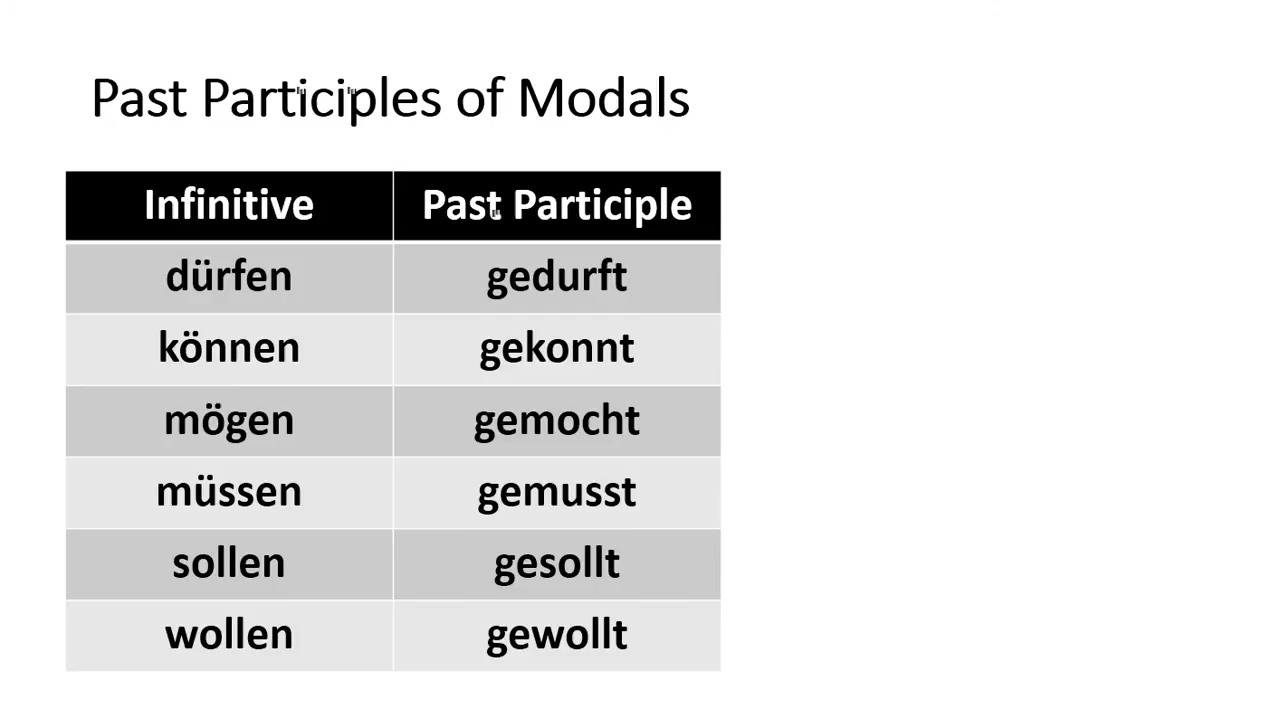 Past Participles of Modals
Infinitive Past Participle
dürfen gedurft
können gekonnt
mögen gemocht
müssen gemusst
sollen gesollt
wollen gewollt